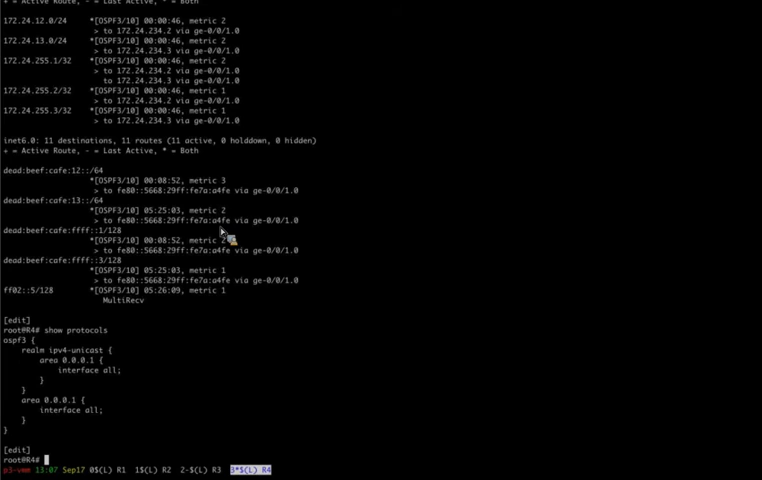 + = Active Route, - = Last Active, * = Both
172.24.12.0/24     *[OSPF3/10] 00:00:46, metric 2
> to 172.24.234.2 via ge-0/0/1.0
172.24.13.0/24     *[OSPF3/10] 00:00:46, metric 2
> to 172.24.234.3 via ge-0/0/1.0
172.24.255.1/32    *[OSPF3/10] 00:00:46, metric 2
> to 172.24.234.2 via ge-0/0/1.0
to 172.24.234.3 via ge-0/0/1.0
172.24.255.2/32    *[OSPF3/10] 00:00:46, metric 1
> to 172.24.234.2 via ge-0/0/1.0
172.24.255.3/32    *[OSPF3/10] 00:00:46, metric 1
> to 172.24.234.3 via ge-0/0/1.0
inet6.0: 11 destinations, 11 routes (11 active, 0 holddown, 0 hidden)
+ = Active Route, - = Last Active, * = Both
dead:beef:cafe:12::/64
*[OSPF3/10] 00:08:52, metric 3
> to fe80::5668:29ff:fe7a:a4fe via ge-0/0/1.0
dead:beef:cafe:13::/64
*[OSPF3/10] 05:25:03, metric 2
> to fe80::5668:29ff:fe7a:a4fe via ge-0/0/1.0
dead:beef:cafe:ffff::1/128
*[OSPF3/10] 00:08:52, metric 2
> to fe80::5668:29ff:fe7a:a4fe via ge-0/0/1.0
dead:beef:cafe:ffff::3/128
*[OSPF3/10] 05:25:03, metric 1
> to fe80::5668:29ff:fe7a:a4fe via ge-0/0/1.0
ff02::5/128        *[OSPF3/10] 05:26:09, metric 1
MultiRecv
[edit]
root@R4# show protocols
ospf3 {
realm ipv4-unicast {
area 0.0.0.1 {
interface all;
}
}
area 0.0.0.1 {
interface all;
}
}
[edit]
root@R4#
p3-vmm 13:07 Sep17 0$(L) R1  1$(L) R2  2-$(L) R3  3*$(L) R4